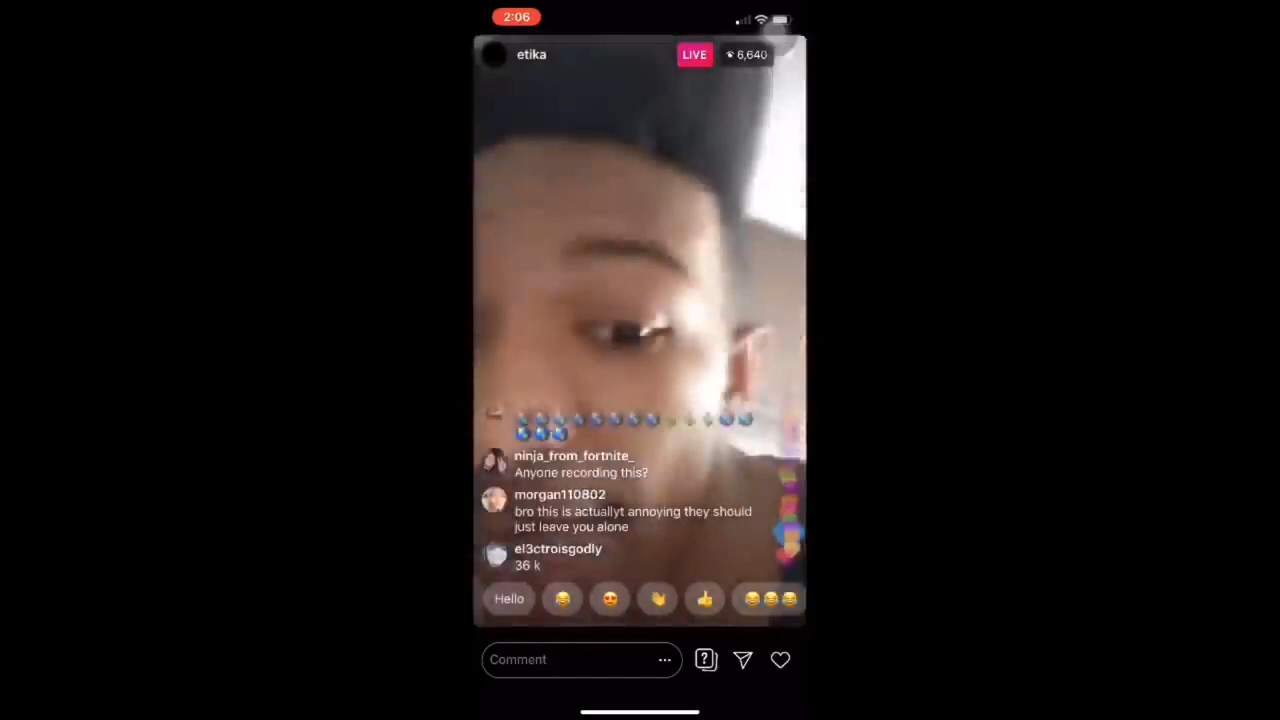 2:06
etika
LIVE 6,640
ninja_from_fortnite_
Anyone recording this?
morgan110802
bro this is actuallyt annoying they should
just leave you alone
el3ctroisgodly
36 k
Hello
Comment